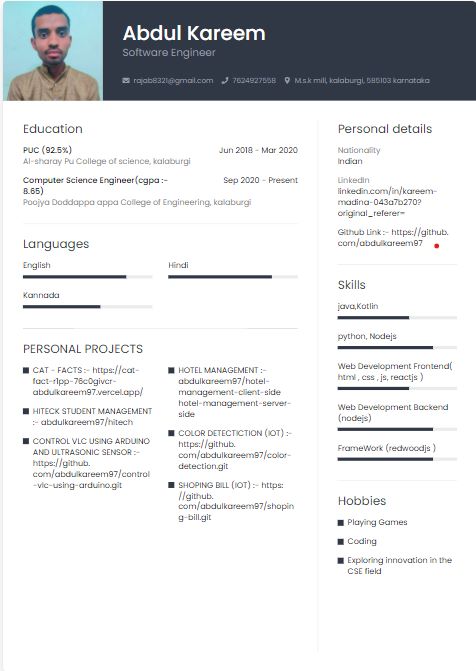 Abdul Kareem
Software Engineer
rajab8321@gmail.com 7624927558 M.s.k mill, kalaburgi, 585103 karnataka
Education
PUC (92.5%) Jun 2018 - Mar 2020
Al-sharay Pu College of science, kalaburgi
Computer Science Engineer(cgpa :- Sep 2020 - Present
8.65)
Poojya Doddappa appa College of Engineering, kalaburgi
Languages
English Hindi
Kannada
PERSONAL PROJECTS
CAT - FACTS :- https://cat-
fact-r1pp-76c0givcr-
abdulkareem97.vercel.app/
HITECK STUDENT MANAGEMENT
:- abdulkareem97/hitech
CONTROL VLC USING ARDUINO
AND ULTRASONIC SENSOR :-
https://github.
com/abdulkareem97/control
-vlc-using-arduino.git
HOTEL MANAGEMENT :-
abdulkareem97/hotel-
management-client-side
hotel-management-server-
side
COLOR DETECTICTION (IOT) :-
https://github.
com/abdulkareem97/color-
detection.git
SHOPING BILL (IOT) :- https:
//github.
com/abdulkareem97/shopin
g-bill.git
Personal details
Nationality
Indian
LinkedIn
linkedin.com/in/kareem-
madina-043a7b270?
original_referer=
Github Link :- https://github.
com/abdulkareem97
Skills
java,Kotlin
python, Nodejs
Web Development Frontend(
html , css , js, reactjs )
Web Development Backend
(nodejs)
FrameWork (redwoodjs )
Hobbies
Playing Games
Coding
Exploring innovation in the
CSE field